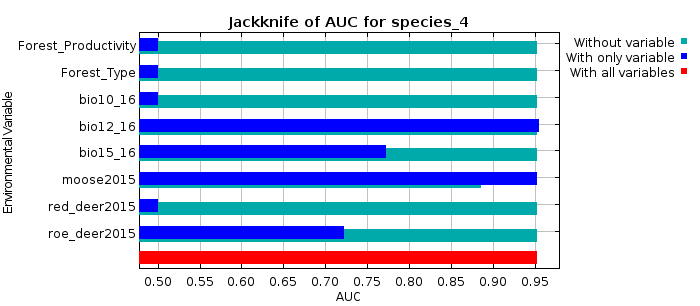 Jackknife of AUC for species_4
Without variable
With only variable
With all variables
Environmental Variable
Forest_Productivity
Forest_Type
bio10_16
bio12_16
bio15_16
moose2015
red_deer2015
roe_deer2015
0.50 0.55 0.60 0.65 0.70 0.75 0.80 0.85 0.90 0.95
AUC